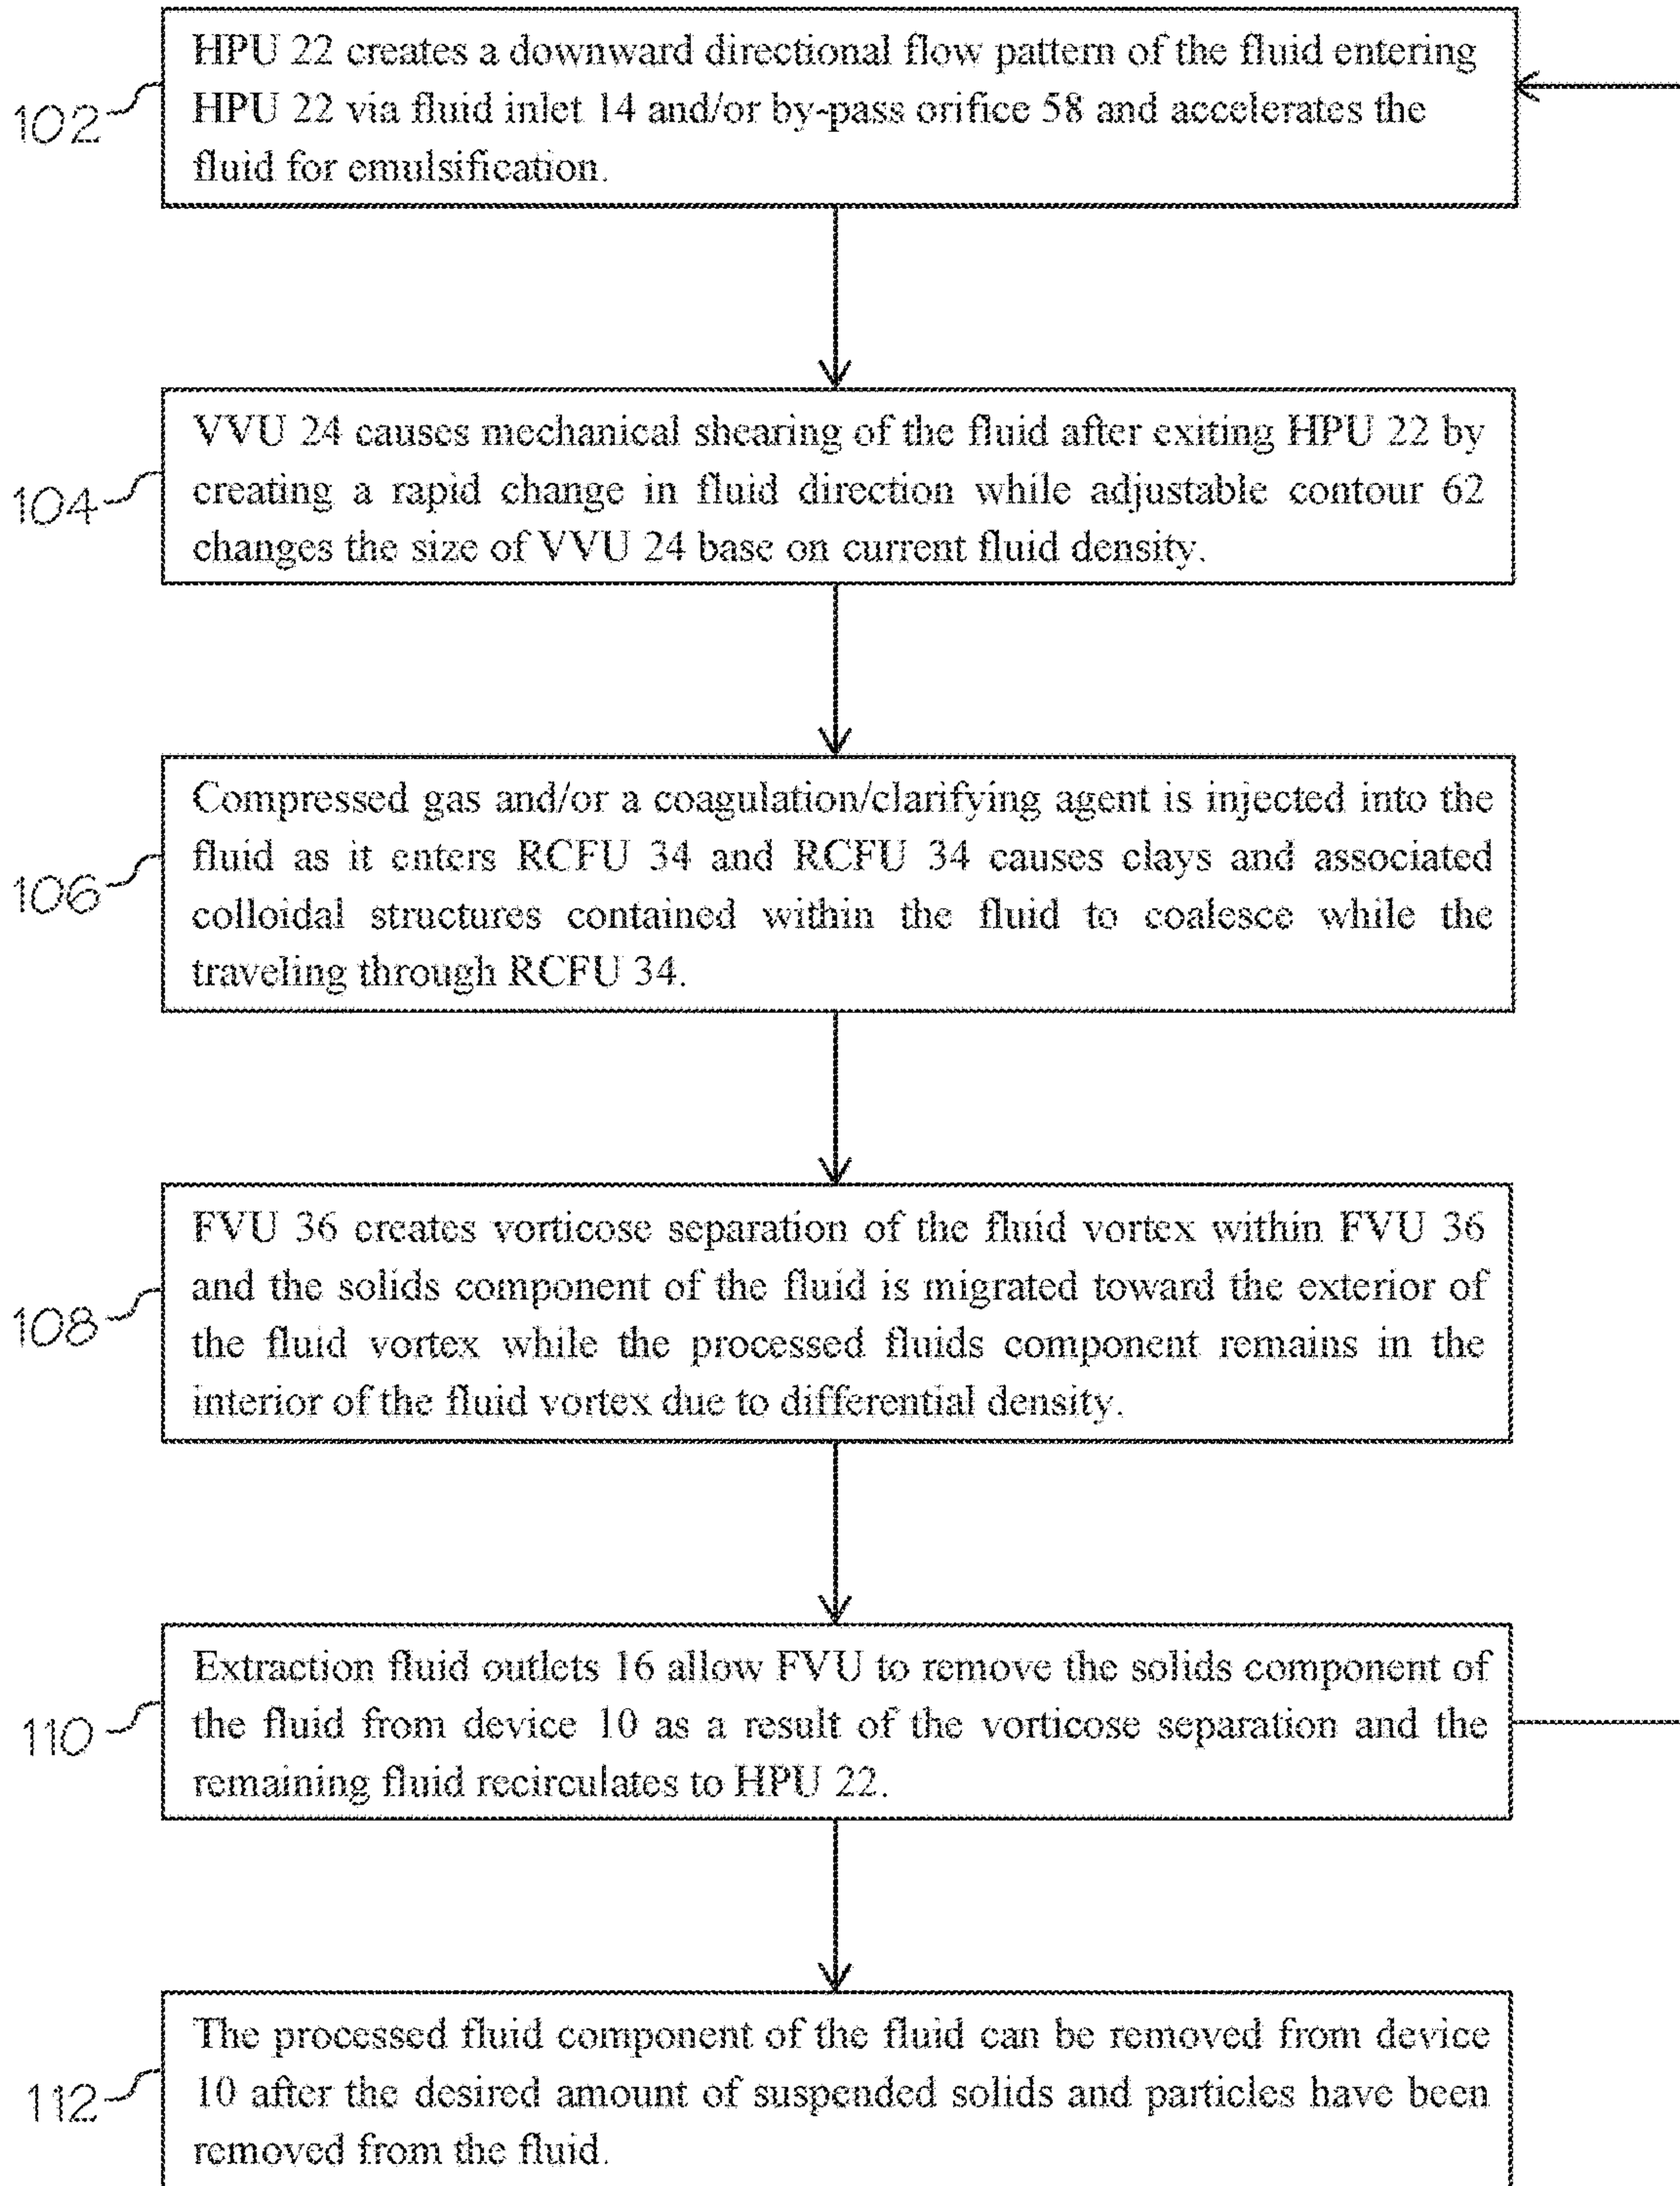 HPU 22 creates a downward directional flow pattern of the fluid entering
HPU 22 via fluid inlet 14 and/or by-pass orifice 58 and accelerates the
fluid for emulsification.
102
VVU 24 causes mechanical shearing of the fluid after exiting HPU 22 by
creating a rapid change in fluid direction while adjustable contour 62
changes the size of VVU 24 base on current fluid density.
104
Compressed gas and/or a coagulation/clarifying agent is injected into the
fluid as it enters RCFU 34 and RCFU 34 causes clays and associated
colloidal structures contained within the fluid to coalesce while the
traveling through RCFU 34.
106
FVU 36 creates vorticose separation of the fluid vortex within FVU 36
and the solids component of the fluid is migrated toward the exterior of
the fluid vortex while the processed fluids component remains in the
interior of the fluid vortex due to differential density.
108
Extraction fluid outlets 16 allow FVU to remove the solids component of
the fluid from device 10 as a result of the vorticose separation and the
remaining fluid recirculates to HPU 22.
110
The processed fluid component of the fluid can be removed from device
10 after the desired amount of suspended solids and particles have been
removed from the fluid.
112